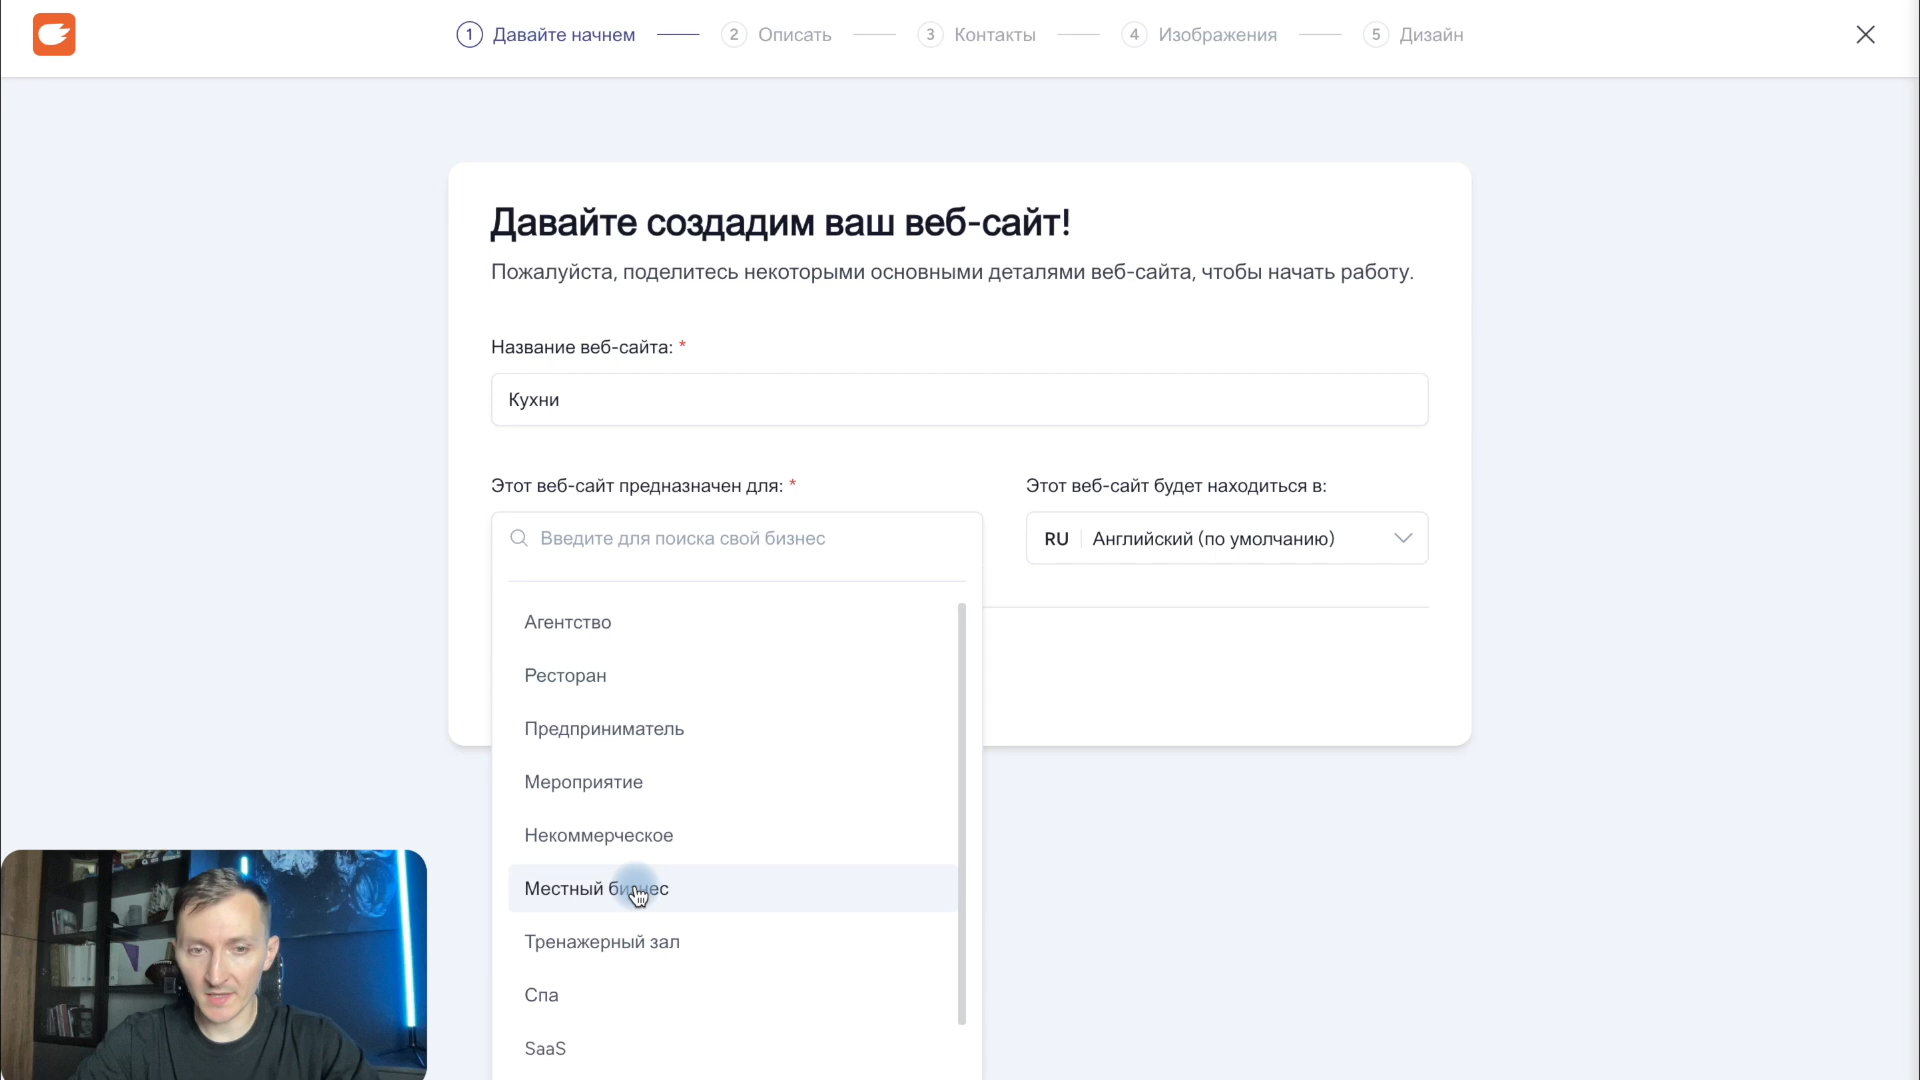 1 Давайте начнем
2 Описать
3 Контакты
4 Изображения
5 Дизайн
Давайте создадим ваш веб-сайт!
Пожалуйста, поделитесь некоторыми основными деталями веб-сайта, чтобы начать работу.
Название веб-сайта: *
Кухни
Этот веб-сайт предназначен для: *
Этот веб-сайт будет находиться в:
Введите для поиска свой бизнес
RU Английский (по умолчанию)
Агентство
Ресторан
Предприниматель
Мероприятие
Некоммерческое
Местный бизнес
Тренажерный зал
Спа
SaaS